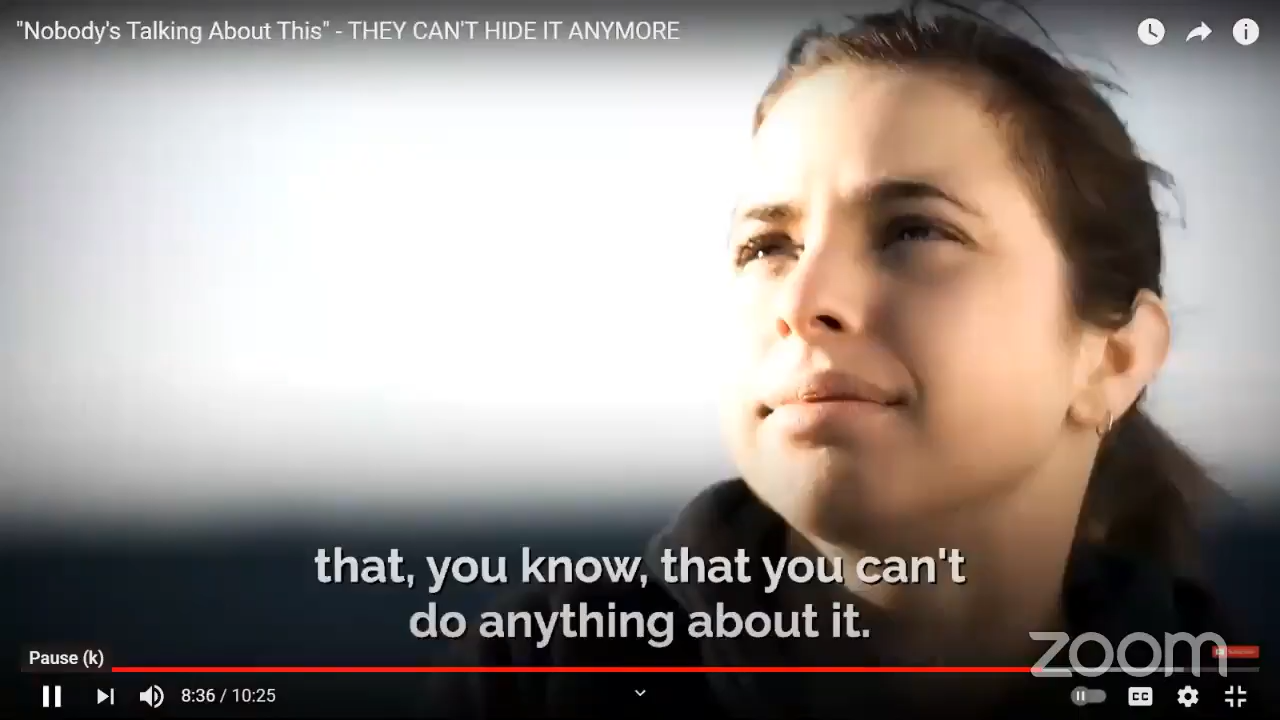 "Nobody's Talking About This" - THEY CAN'T HIDE IT ANYMORE
that, you know, that you can't
do anything about it.
Pause (k)
zoom
8:36 / 10:25
CC